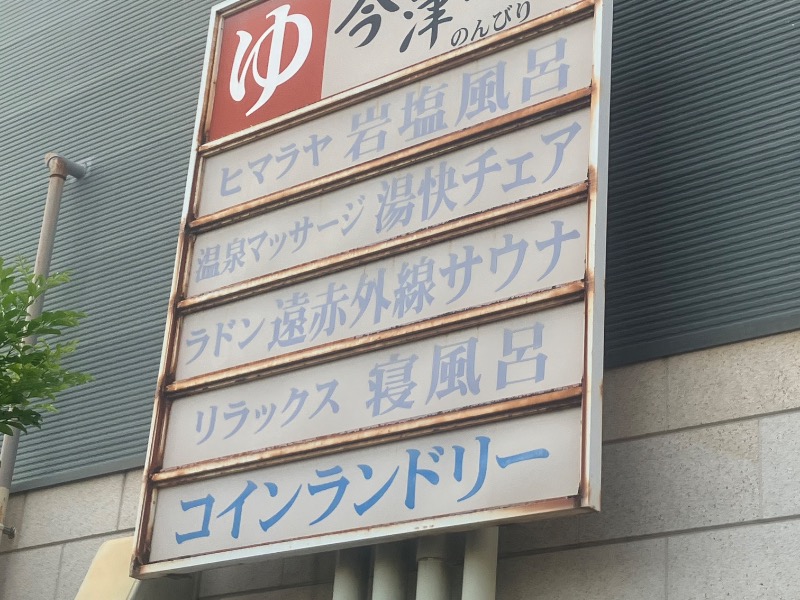 ゆ
今津
のんびり
ヒマラヤ 岩塩風呂
温泉マッサージ 湯快チェア
ラドン 遠赤外線サウナ
リラックス 寝風呂
コインランドリー